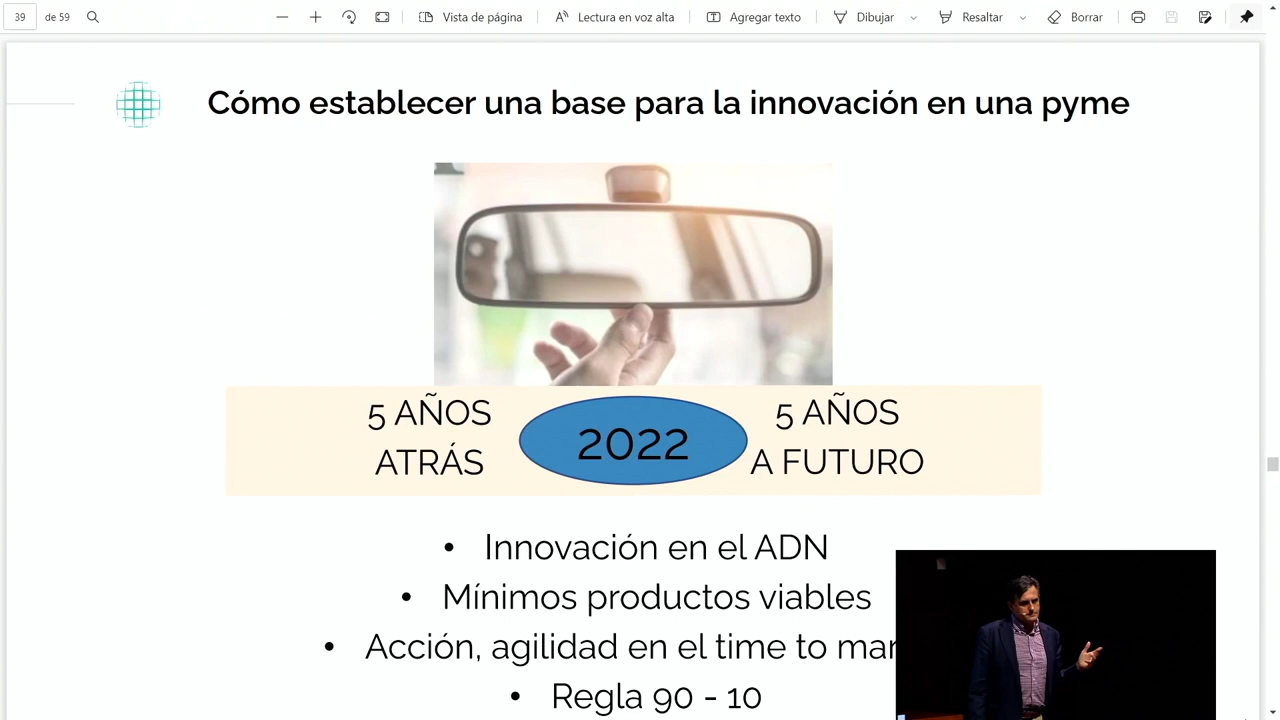 39
de 59
Vista de página
Lectura en voz alta
Agregar texto
Dibujar
Resaltar
Borrar
Cómo establecer una base para la innovación en una pyme
5 AÑOS
ATRÁS
2022
5 AÑOS
A FUTURO
• Innovación en el ADN
• Mínimos productos viables
• Acción, agilidad en el time to mar
• Regla 90 - 10